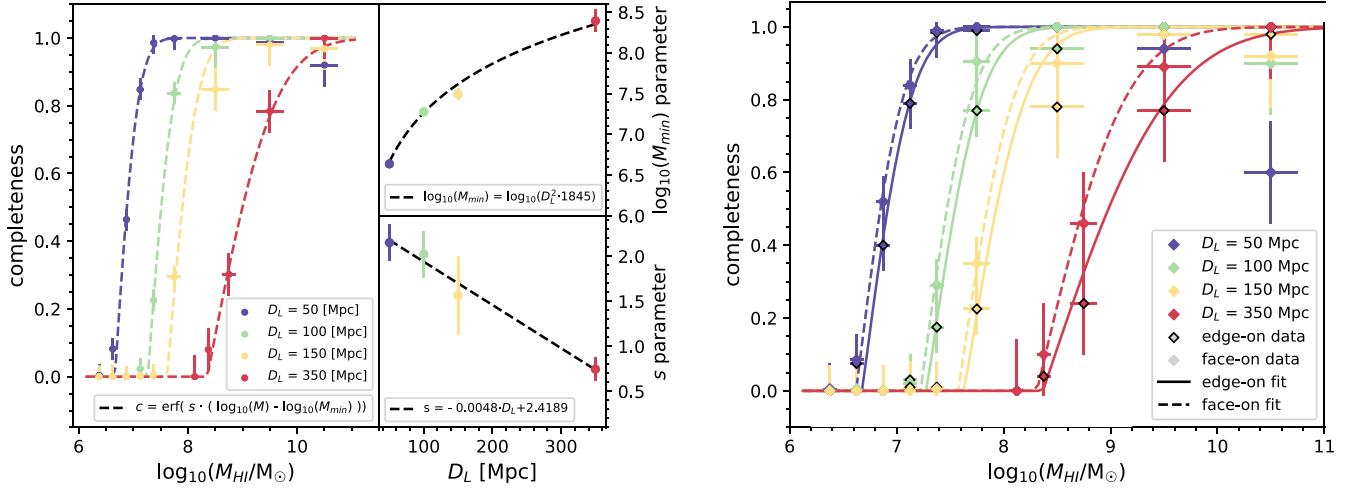 completeness
1.0
0.8
0.6
0.4
0.2
0.0
D_L = 50 [Mpc]
D_L = 100 [Mpc]
D_L = 150 [Mpc]
D_L = 350 [Mpc]
c = erf( s · ( log₁₀(M) - log₁₀(M_min) ))
6
8
10
log₁₀(M_HI/M☉)
8.5
8.0
7.5
7.0
6.5
6.0
log₁₀(M_min) parameter
log₁₀(M_min) = log₁₀(D_L²·1845)
2.0
1.5
1.0
0.5
s parameter
s = - 0.0048·D_L+2.4189
100
200
300
D_L [Mpc]
completeness
1.0
0.8
0.6
0.4
0.2
0.0
D_L = 50 Mpc
D_L = 100 Mpc
D_L = 150 Mpc
D_L = 350 Mpc
edge-on data
face-on data
edge-on fit
face-on fit
6
7
8
9
10
11
log₁₀(M_HI/M☉)